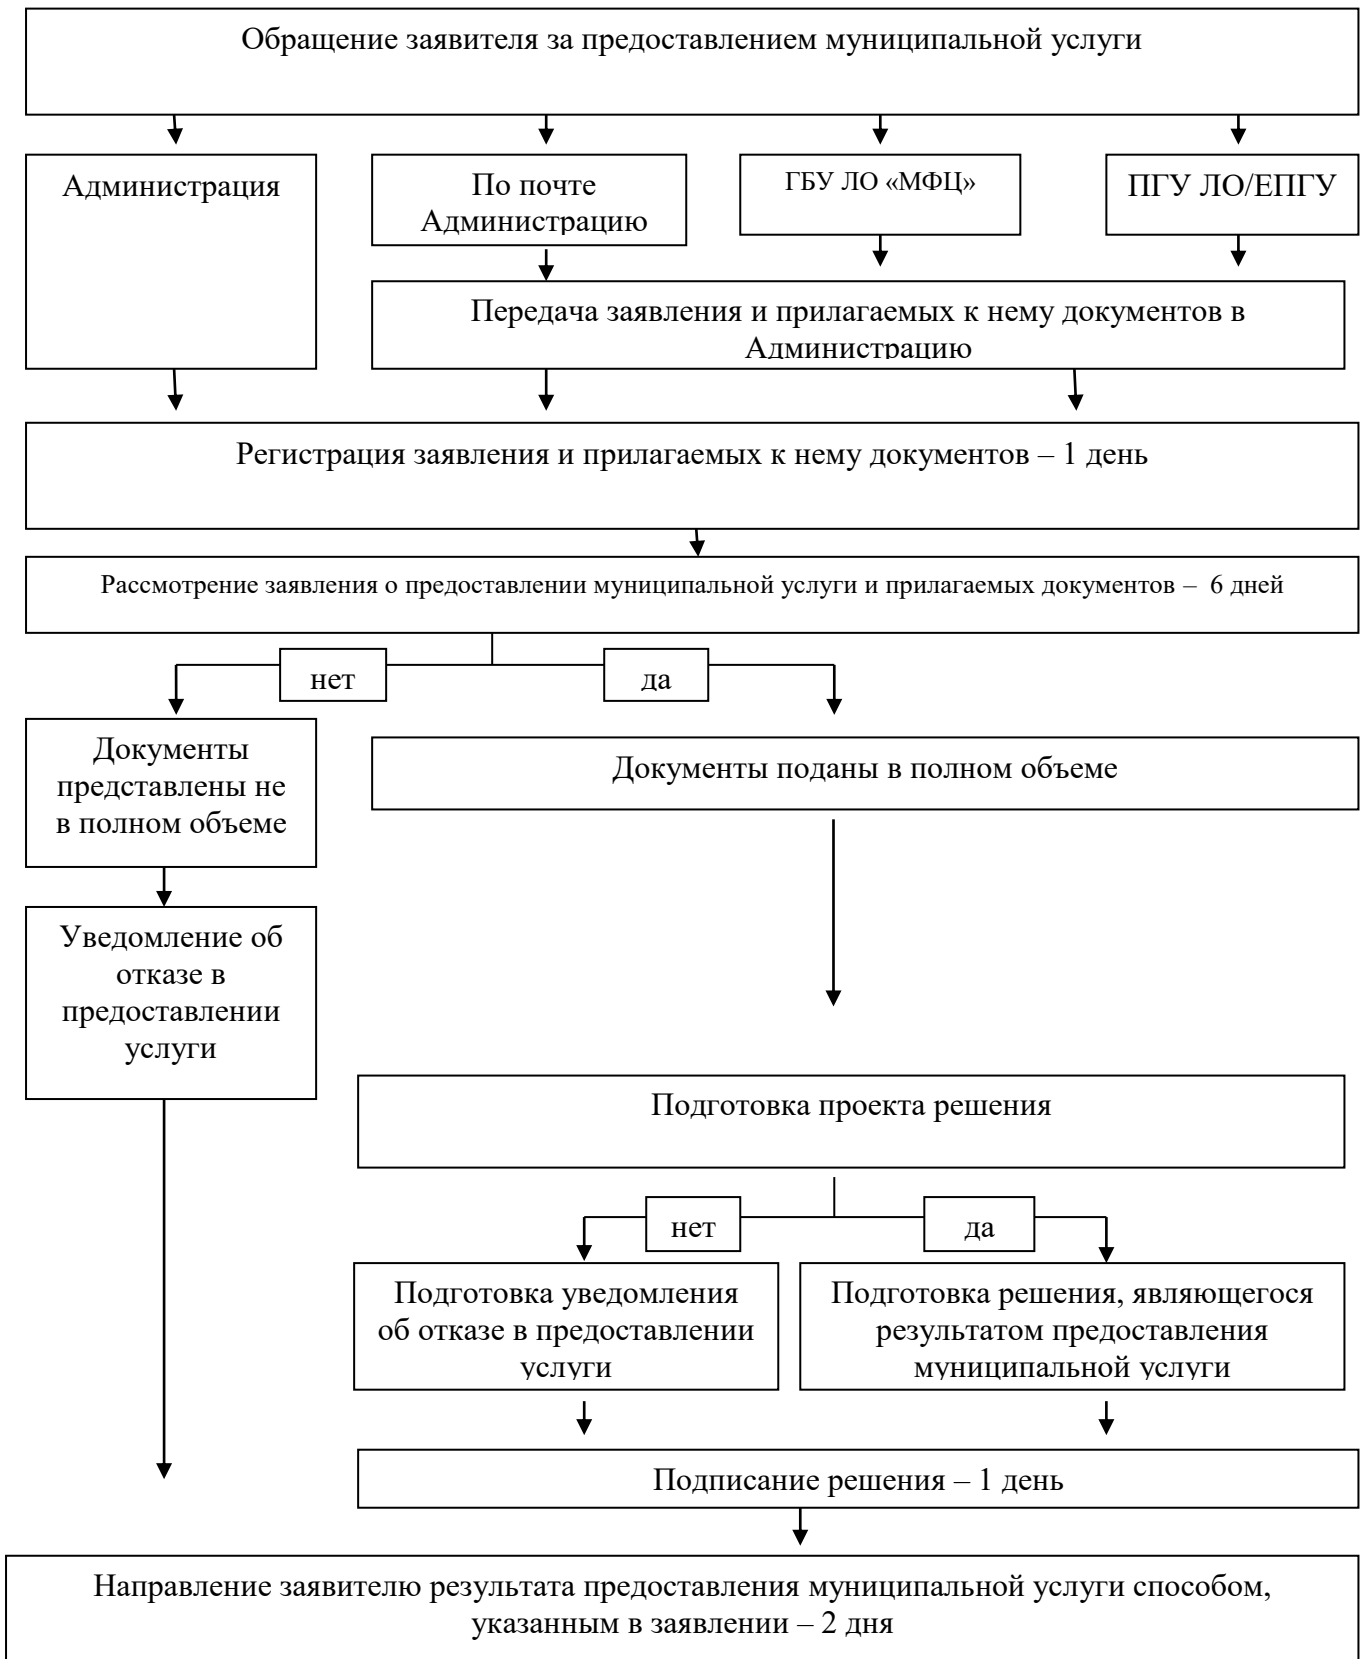 Обращение заявителя за предоставлением муниципальной услуги
Администрация
По почте
Администрацию
ГБУ ЛО «МФЦ»
ПГУ ЛО/ЕПГУ
Передача заявления и прилагаемых к нему документов в
Администрацию
Регистрация заявления и прилагаемых к нему документов – 1 день
Рассмотрение заявления о предоставлении муниципальной услуги и прилагаемых документов – 6 дней
нет
да
Документы
представлены не
в полном объеме
Документы поданы в полном объеме
Уведомление об
отказе в
предоставлении
услуги
Подготовка проекта решения
нет
да
Подготовка уведомления
об отказе в предоставлении
услуги
Подготовка решения, являющегося
результатом предоставления
муниципальной услуги
Подписание решения – 1 день
Направление заявителю результата предоставления муниципальной услуги способом,
указанным в заявлении – 2 дня